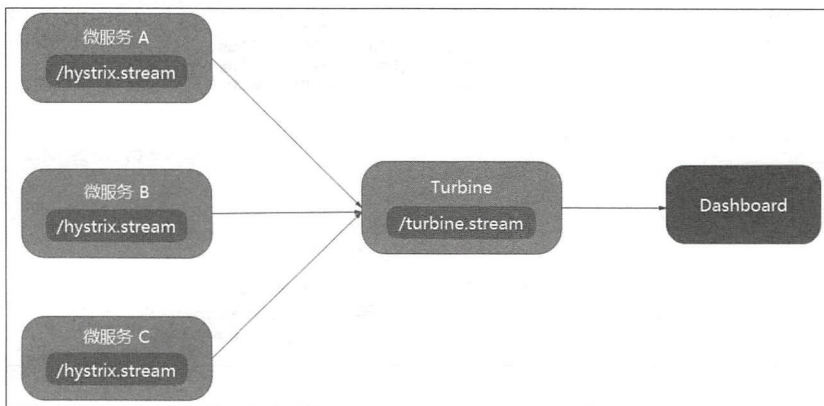 微服务 A
/hystrix.stream
微服务 B
/hystrix.stream
微服务 C
/hystrix.stream
Turbine
/turbine.stream
Dashboard